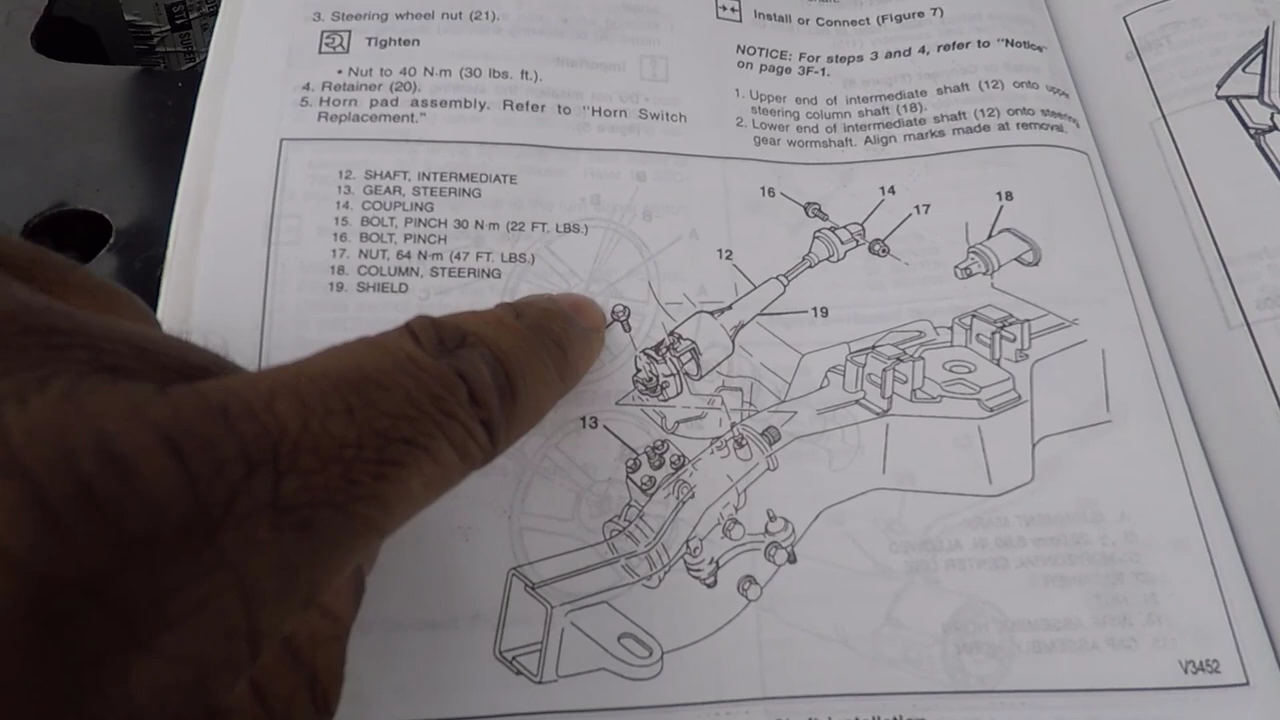 3. Steering wheel nut (21).
Tighten
• Nut to 40 N·m (30 lbs. ft.).
4. Retainer (20).
5. Horn pad assembly. Refer to "Horn Switch
Replacement."
Install or Connect (Figure 7)
NOTICE: For steps 3 and 4, refer to "Notice"
on page 3F-1.
1. Upper end of intermediate shaft (12) onto upper
steering column shaft (18).
2. Lower end of intermediate shaft (12) onto steering
gear wormshaft. Align marks made at removal.
12. SHAFT, INTERMEDIATE
13. GEAR, STEERING
14. COUPLING
15. BOLT, PINCH 30 N·m (22 FT. LBS.)
16. BOLT, PINCH
17. NUT, 64 N·m (47 FT. LBS.)
18. COLUMN, STEERING
19. SHIELD
16
14
17
18
12
19
13
V3452